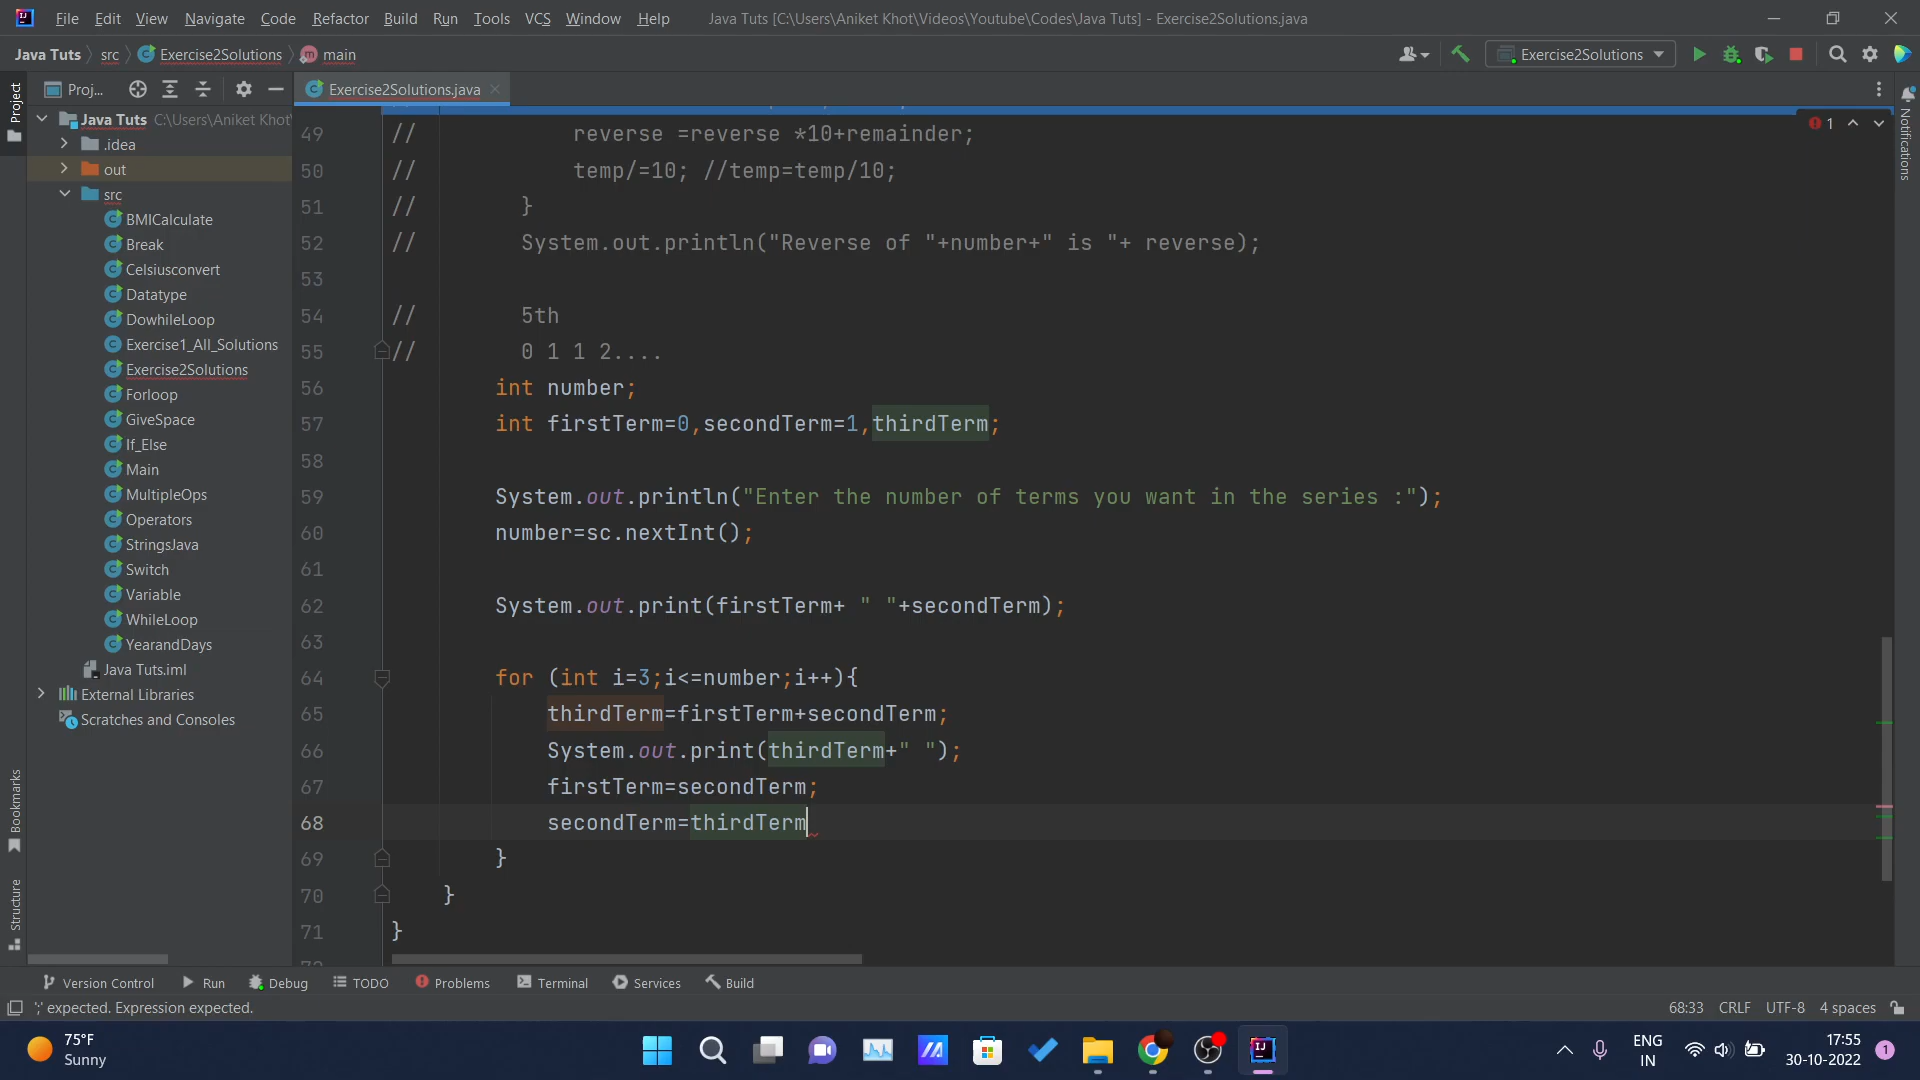 File Edit View Navigate Code Refactor Build Run Tools VCS Window Help Java Tuts [C:\Users\Aniket Khot\Videos\Youtube\Codes\Java Tuts] - Exercise2Solutions.java
Java Tuts src Exercise2Solutions main Exercise2Solutions
Project Proj... Exercise2Solutions.java
Java Tuts C:\Users\Aniket Khot\
.idea
out
src
BMICalculate
Break
Celsiusconvert
Datatype
DowhileLoop
Exercise1_All_Solutions
Exercise2Solutions
Forloop
GiveSpace
If_Else
Main
MultipleOps
Operators
StringsJava
Switch
Variable
WhileLoop
YearandDays
Java Tuts.iml
External Libraries
Scratches and Consoles
Bookmarks
Structure
Notifications
1
49 // reverse =reverse *10+remainder;
50 // temp/=10; //temp=temp/10;
51 // }
52 // System.out.println("Reverse of "+number+" is "+ reverse);
53
54 // 5th
55 // 0 1 1 2....
56 int number;
57 int firstTerm=0,secondTerm=1,thirdTerm;
58
59 System.out.println("Enter the number of terms you want in the series :");
60 number=sc.nextInt();
61
62 System.out.print(firstTerm+ " "+secondTerm);
63
64 for (int i=3;i<=number;i++){
65 thirdTerm=firstTerm+secondTerm;
66 System.out.print(thirdTerm+" ");
67 firstTerm=secondTerm;
68 secondTerm=thirdTerm
69 }
70 }
71 }
Version Control Run Debug TODO Problems Terminal Services Build
';' expected. Expression expected. 68:33 CRLF UTF-8 4 spaces
75°F
Sunny
ENG
IN
17:55
30-10-2022
1